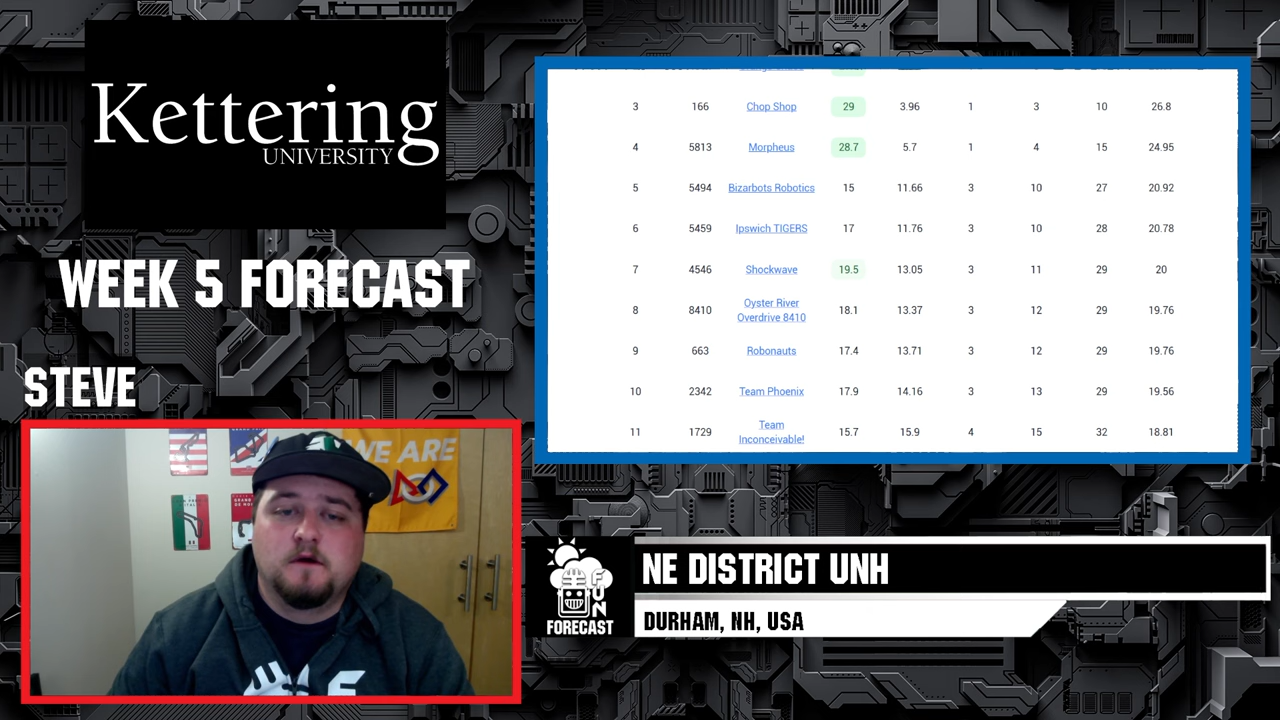 Kettering
UNIVERSITY
WEEK 5 FORECAST
STEVE
WE ARE
3 166 Chop Shop 29 3.96 1 3 10 26.8
4 5813 Morpheus 28.7 5.7 1 4 15 24.95
5 5494 Bizarbots Robotics 15 11.66 3 10 27 20.92
6 5459 Ipswich TIGERS 17 11.76 3 10 28 20.78
7 4546 Shockwave 19.5 13.05 3 11 29 20
8 8410 Oyster River
Overdrive 8410 18.1 13.37 3 12 29 19.76
9 663 Robonauts 17.4 13.71 3 12 29 19.76
10 2342 Team Phoenix 17.9 14.16 3 13 29 19.56
11 1729 Team
Inconceivable! 15.7 15.9 4 15 32 18.81
FUN
FORECAST
NE DISTRICT UNH
DURHAM, NH, USA